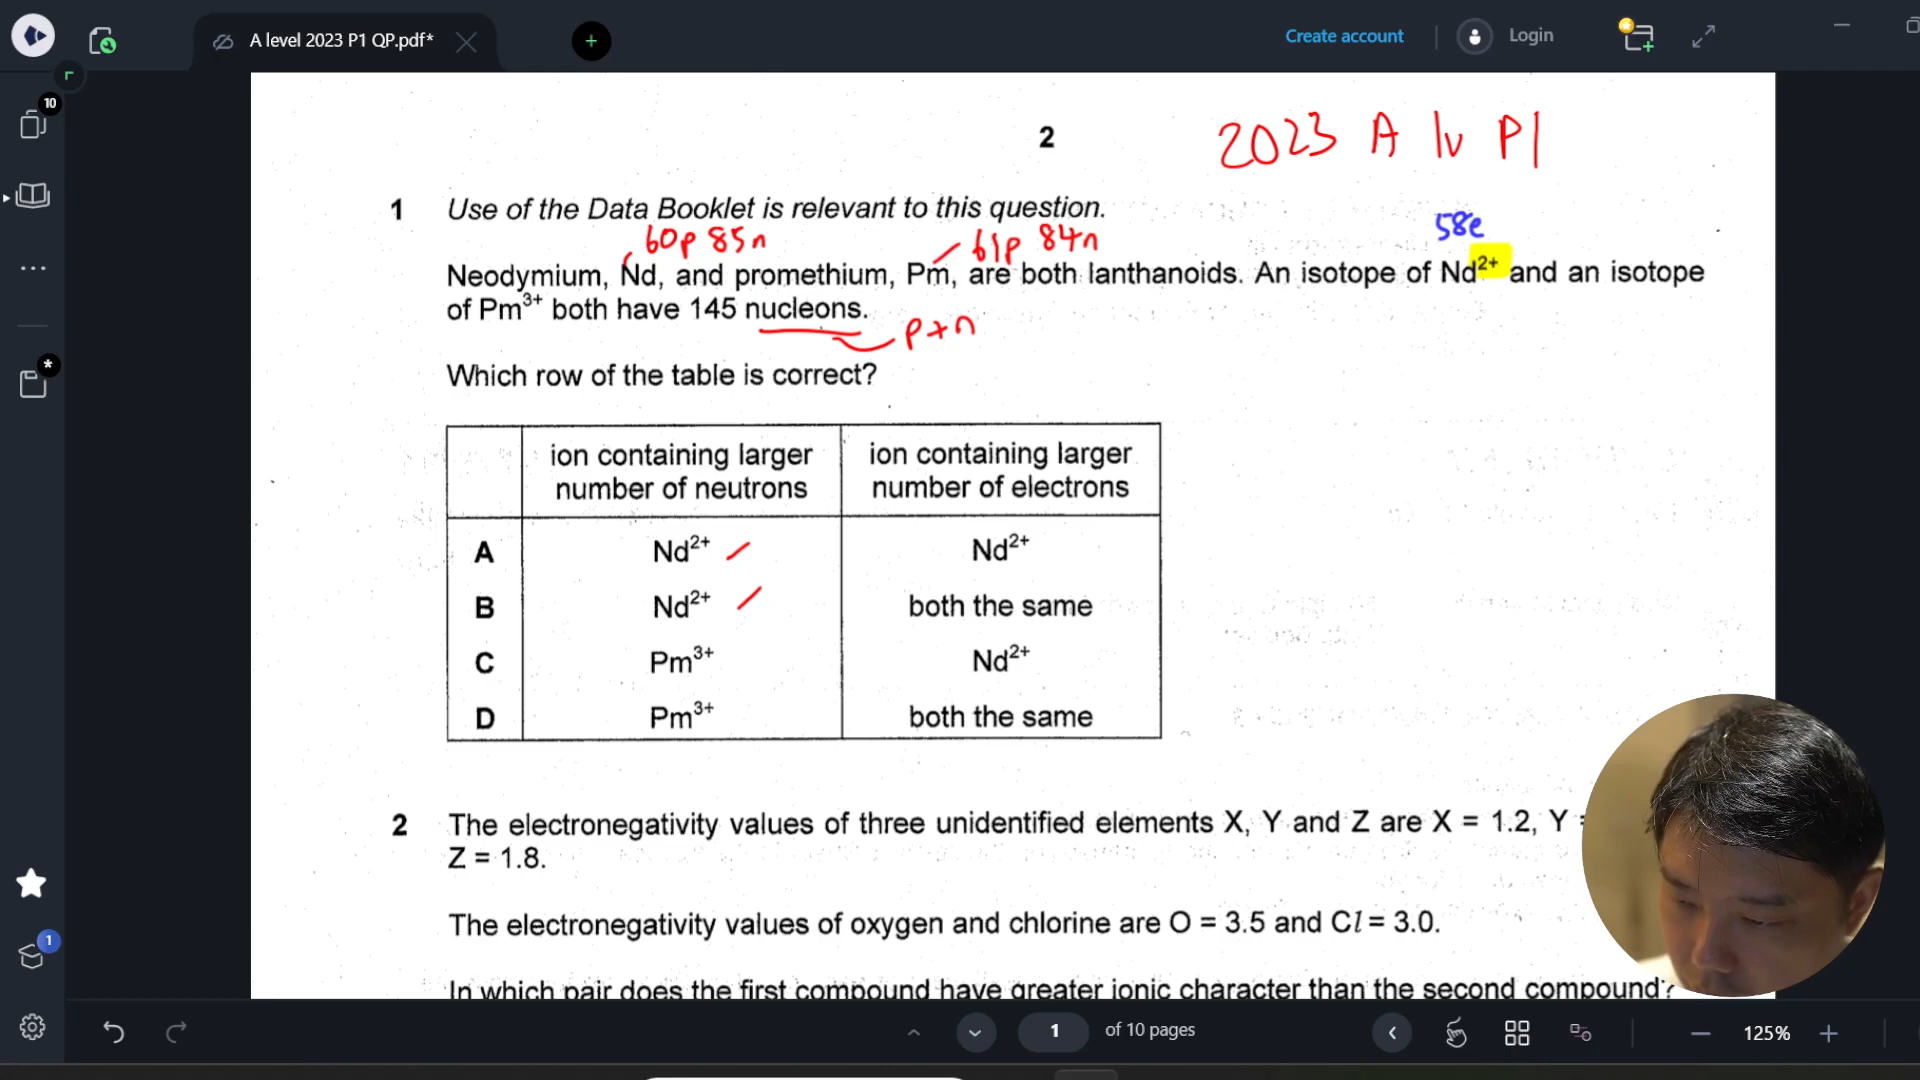 A level 2023 P1 QP.pdf*
Create account
Login
10
2
2023 A lv P1
1 Use of the Data Booklet is relevant to this question.
60p 85n
61p 84n
58e
Neodymium, Nd, and promethium, Pm, are both lanthanoids. An isotope of Nd2+ and an isotope
of Pm3+ both have 145 nucleons.
p+n
Which row of the table is correct?
ion containing larger number of neutrons
ion containing larger number of electrons
A Nd2+ Nd2+
B Nd2+ both the same
C Pm3+ Nd2+
D Pm3+ both the same
2 The electronegativity values of three unidentified elements X, Y and Z are X = 1.2, Y
Z = 1.8.
The electronegativity values of oxygen and chlorine are O = 3.5 and Cl = 3.0.
In which pair does the first compound have greater ionic character than the second compound?
1
1 of 10 pages
125%